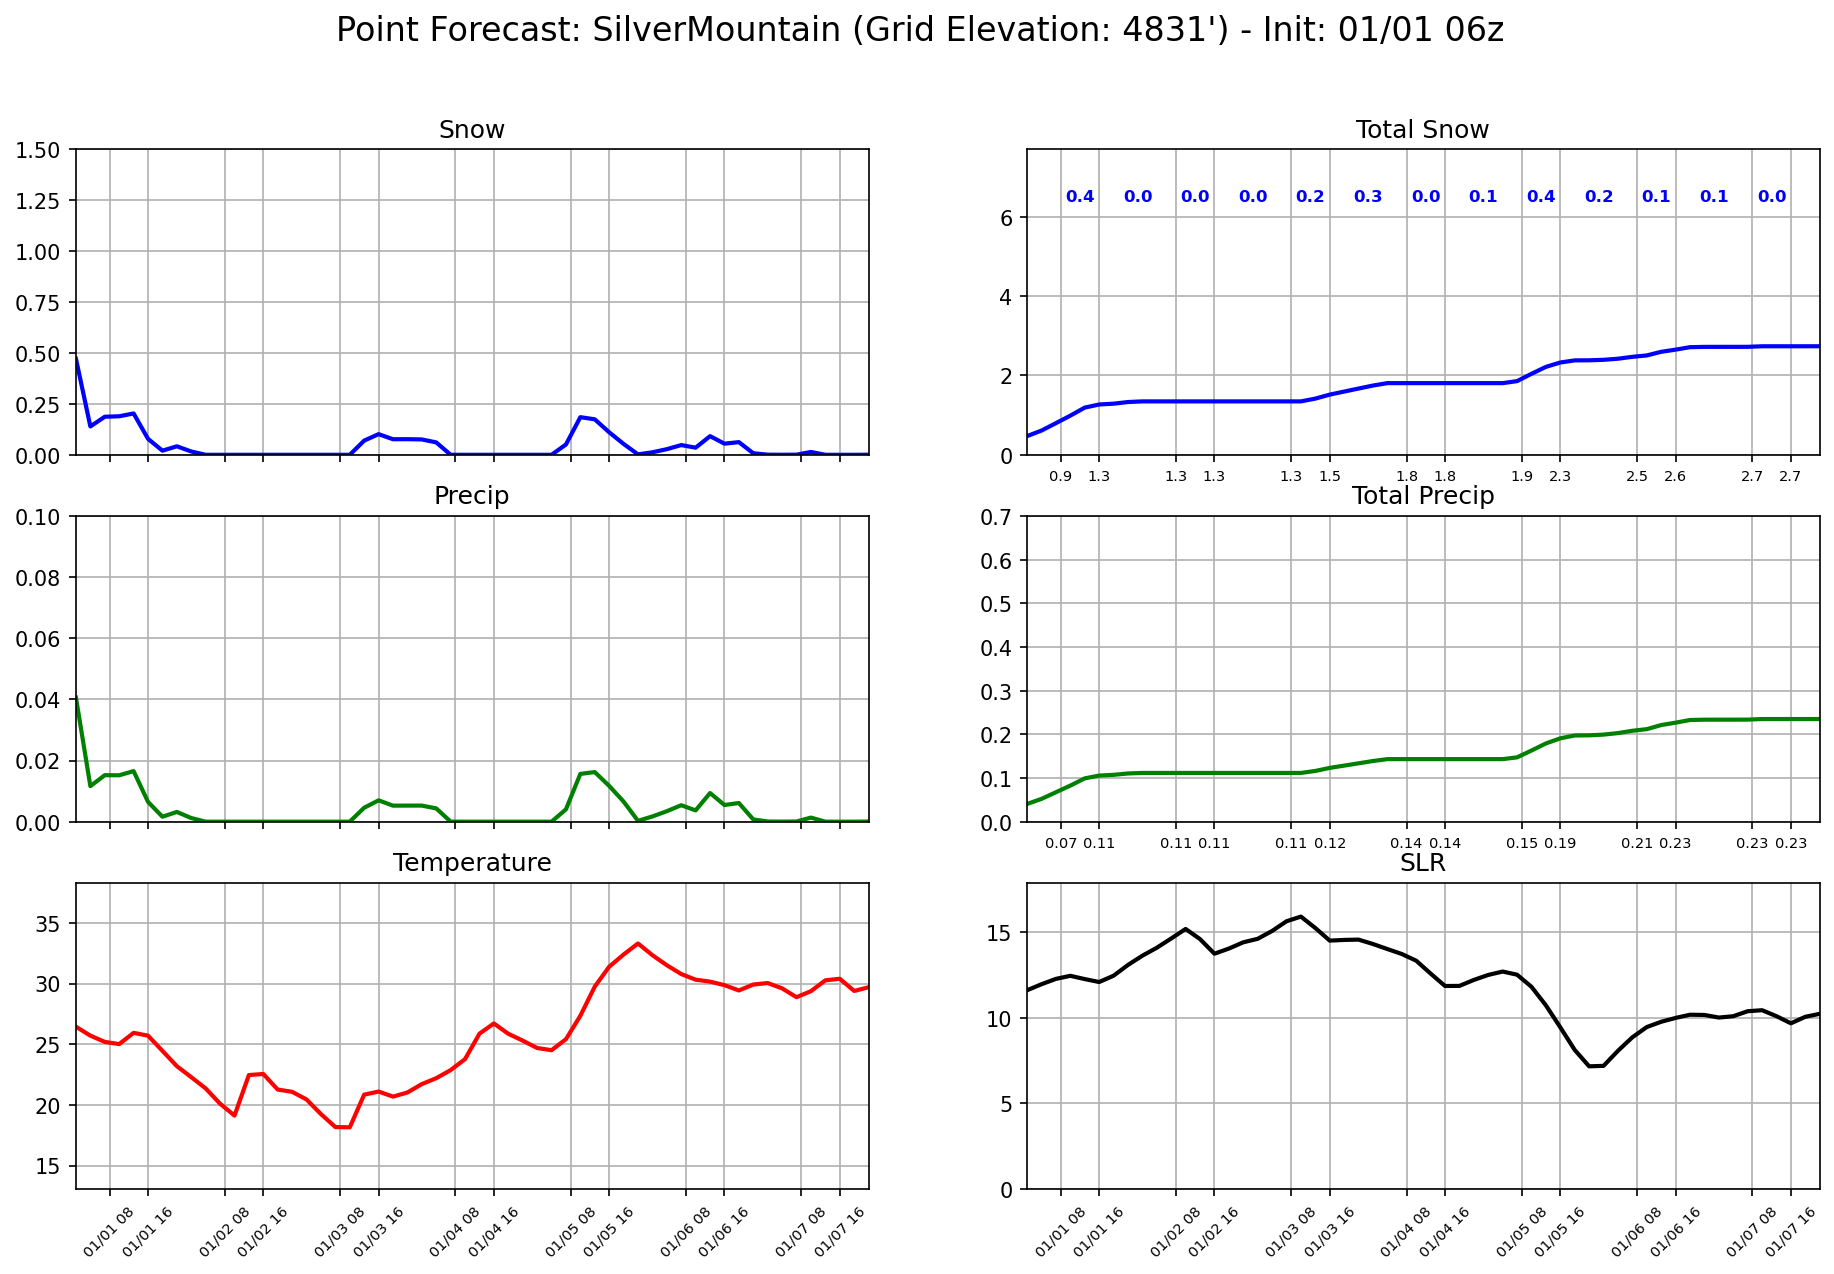 Point Forecast: SilverMountain (Grid Elevation: 4831') - Init: 01/01 06z
Snow
1.50
1.25
1.00
0.75
0.50
0.25
0.00
Total Snow
0.4 0.0 0.0 0.0 0.2 0.3 0.0 0.1 0.4 0.2 0.1 0.1 0.0
6
4
2
0
0.9 1.3 1.3 1.3 1.3 1.5 1.8 1.8 1.9 2.3 2.5 2.6 2.7 2.7
Precip
0.10
0.08
0.06
0.04
0.02
0.00
Total Precip
0.7
0.6
0.5
0.4
0.3
0.2
0.1
0.0
0.07 0.11 0.11 0.11 0.11 0.12 0.14 0.14 0.15 0.19 0.21 0.23 0.23 0.23
Temperature
35
30
25
20
15
01/01 08 01/01 16 01/02 08 01/02 16 01/03 08 01/03 16 01/04 08 01/04 16 01/05 08 01/05 16 01/06 08 01/06 16 01/07 08 01/07 16
SLR
15
10
5
0
01/01 08 01/01 16 01/02 08 01/02 16 01/03 08 01/03 16 01/04 08 01/04 16 01/05 08 01/05 16 01/06 08 01/06 16 01/07 08 01/07 16